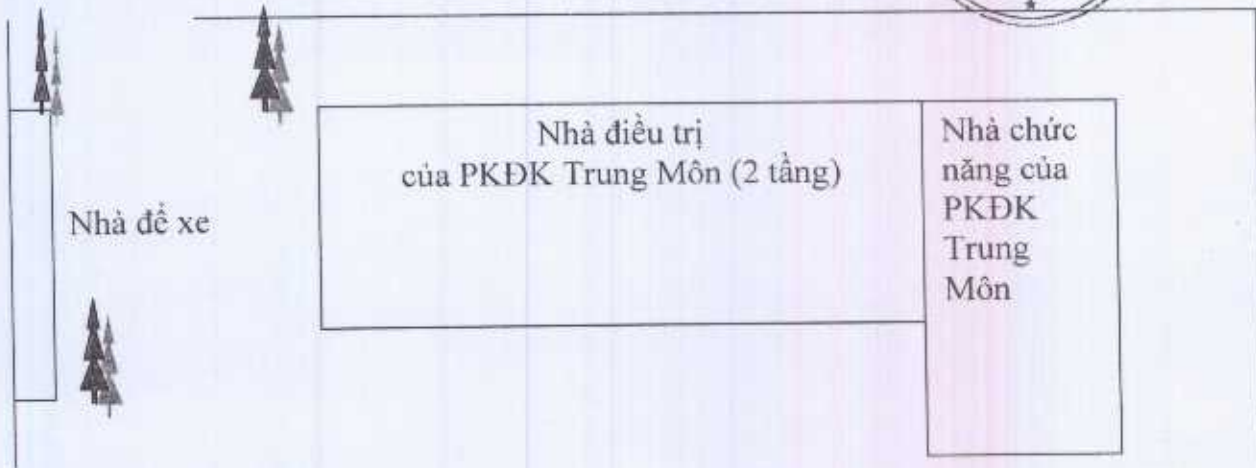 Nhà điều trị
của PKĐK Trung Môn (2 tầng)
Nhà chức
năng của
PKĐK
Trung
Môn
Nhà để xe